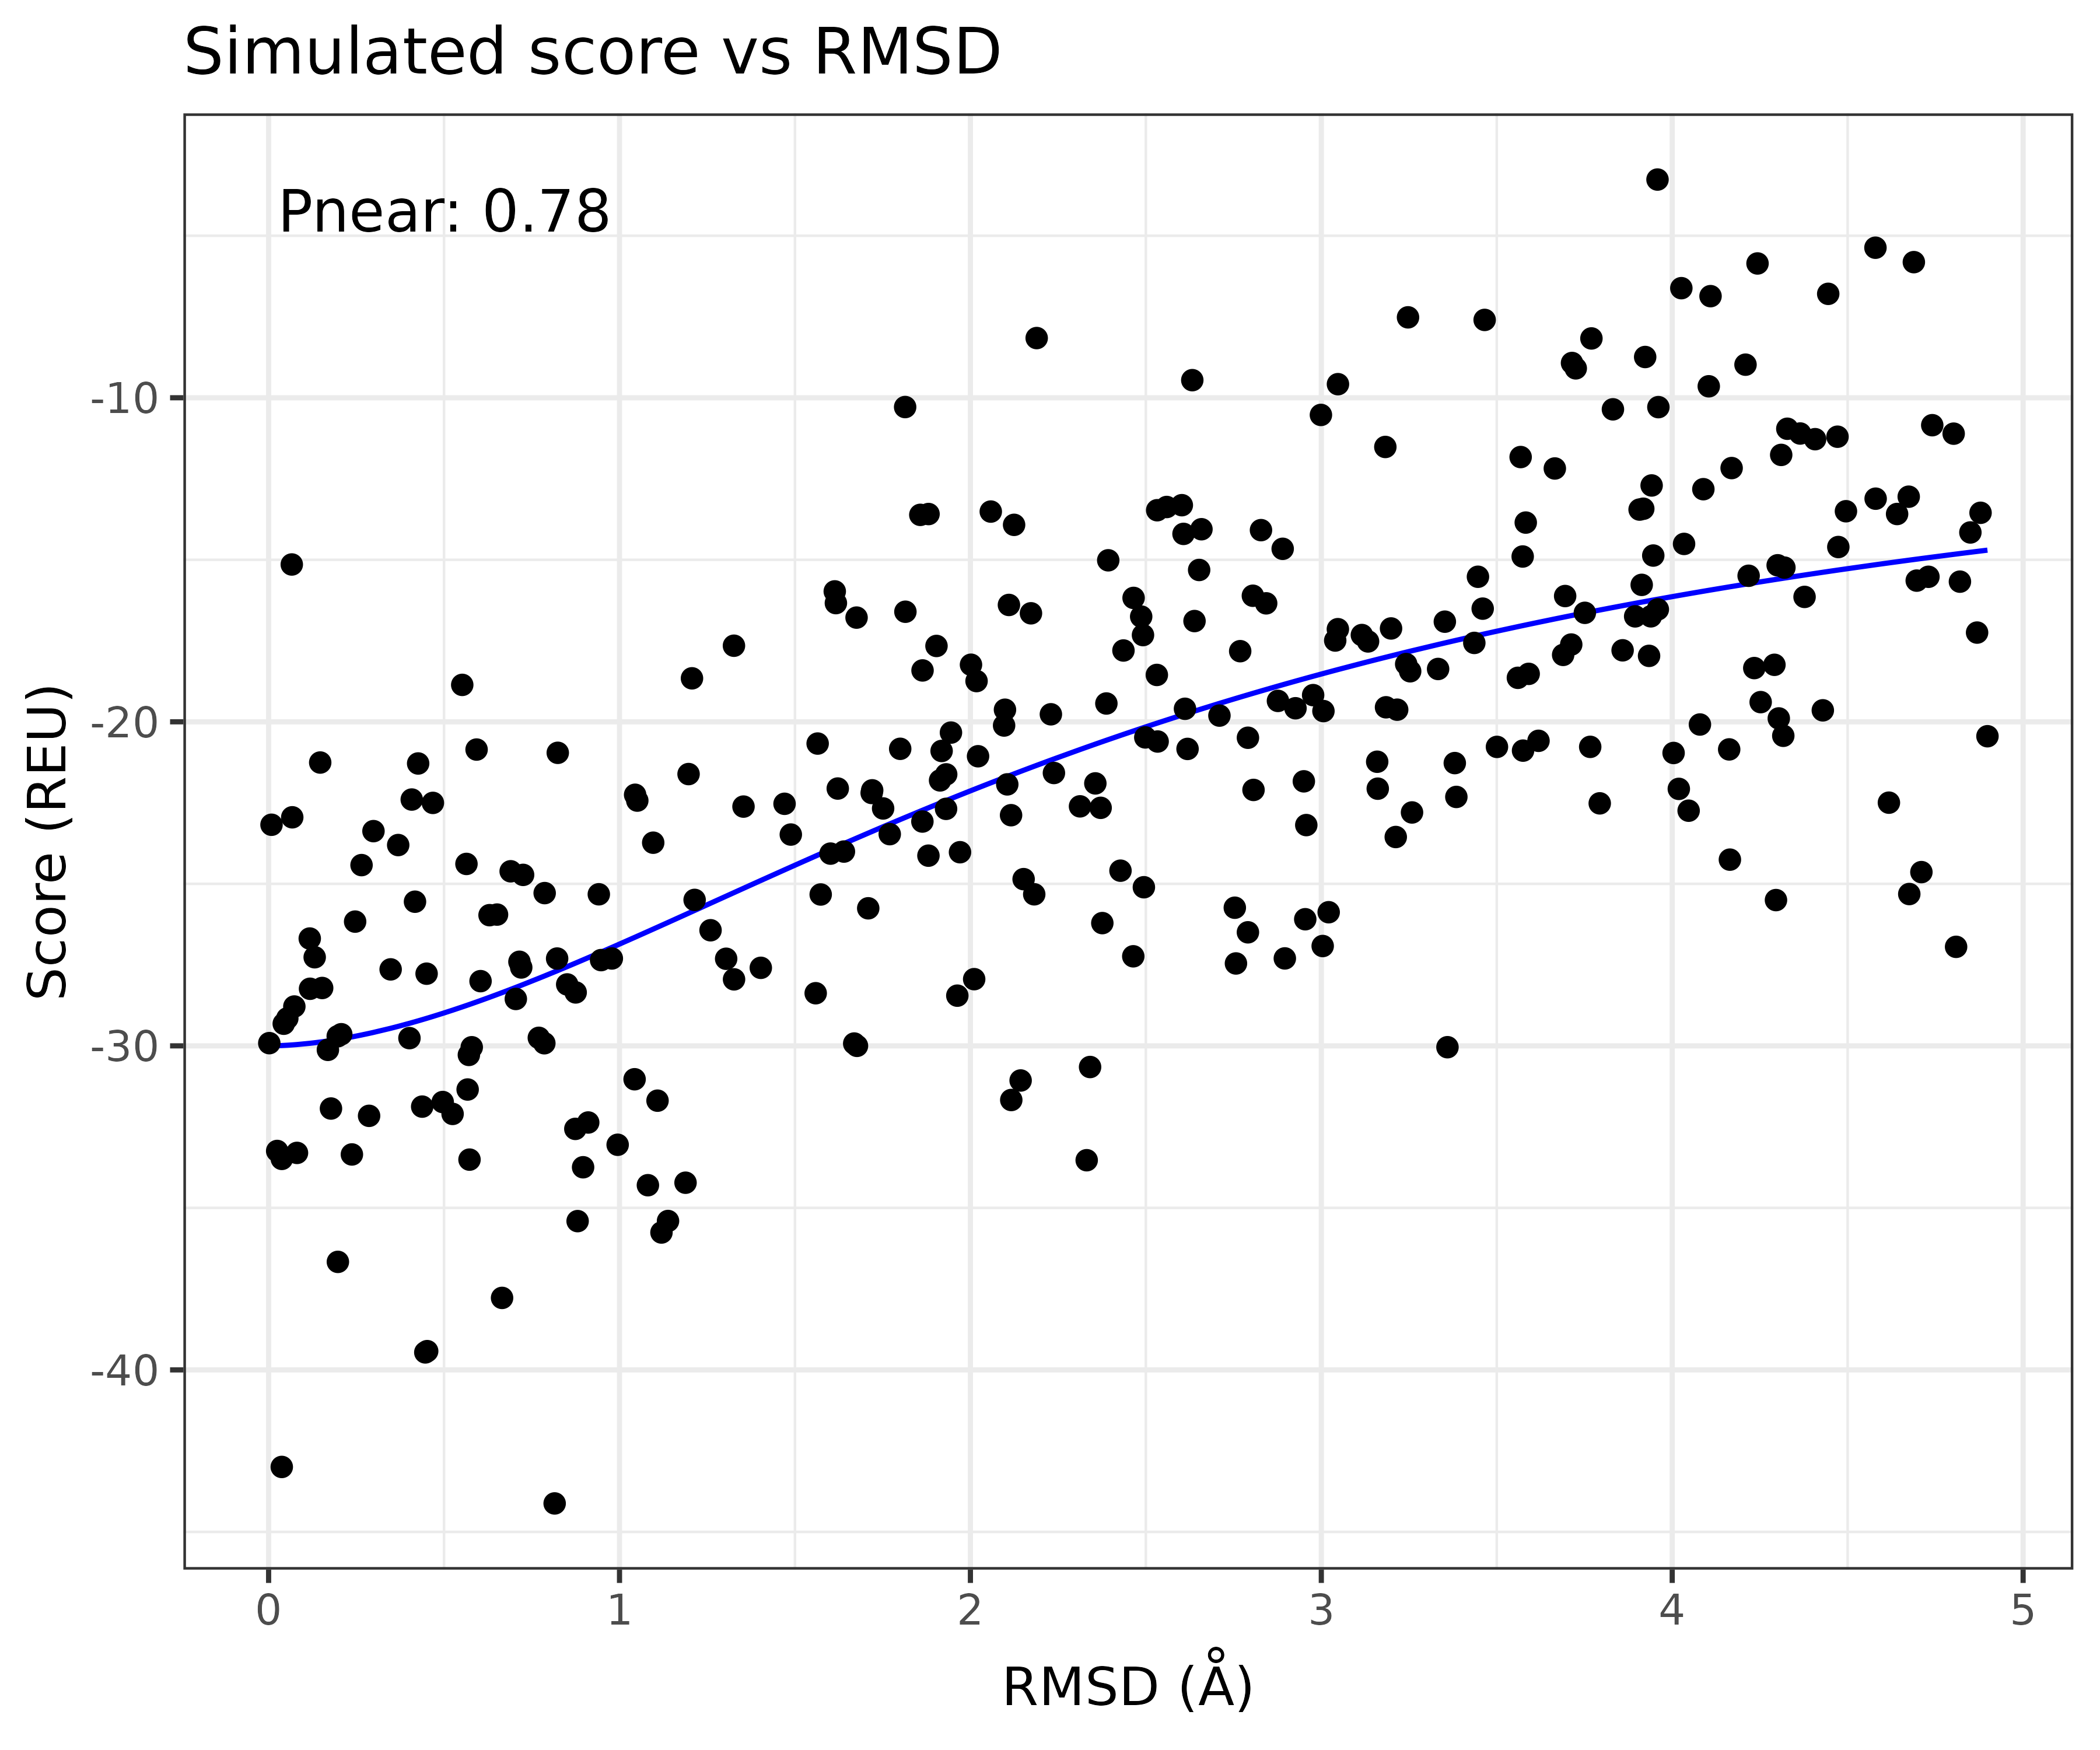 Simulated score vs RMSD
Pnear: 0.78
-10
-20
-30
-40
Score (REU)
0 1 2 3 4 5
RMSD (Å)